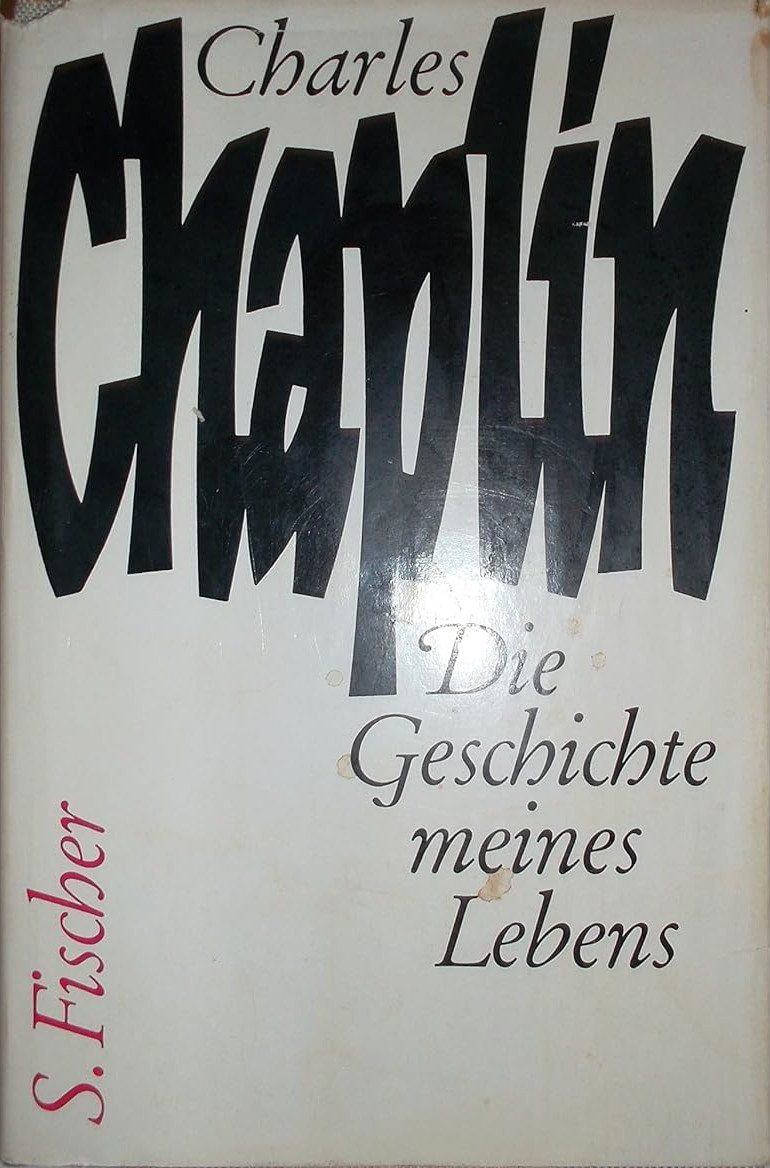 Charles
Chaplin
Die
Geschichte
meines
Lebens
S. Fischer